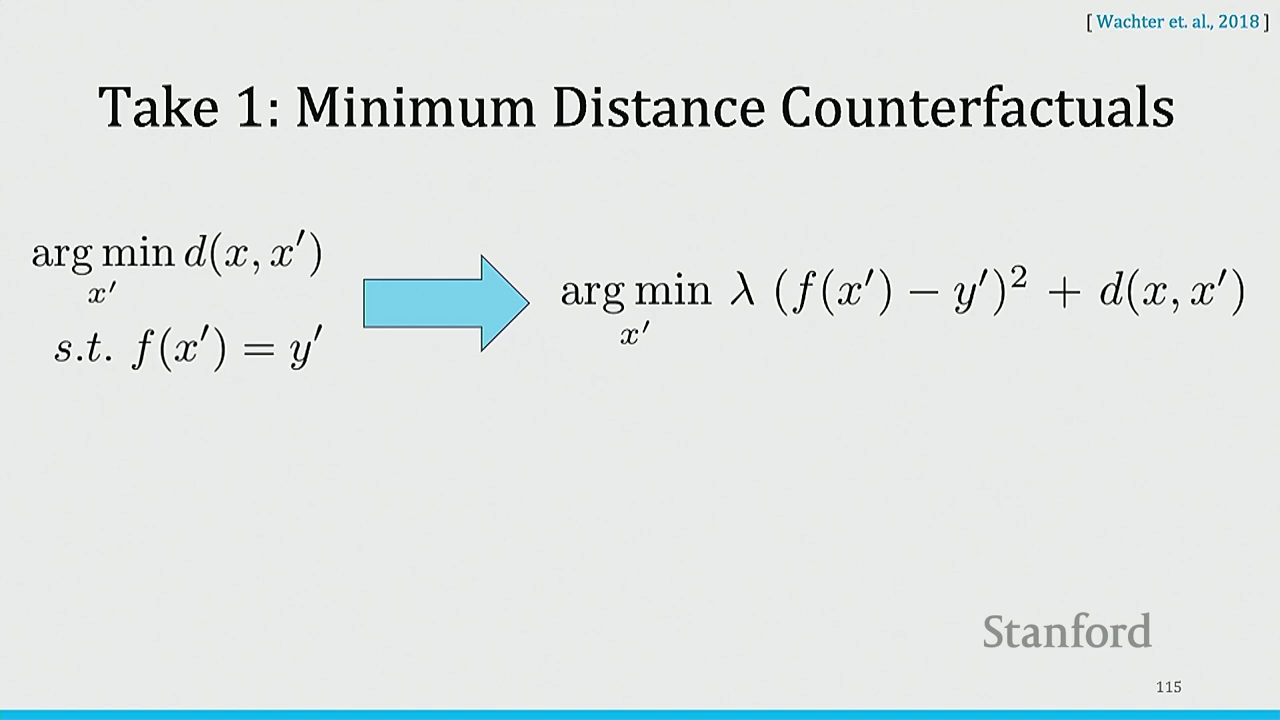 [ Wachter et. al., 2018 ]
Take 1: Minimum Distance Counterfactuals
arg min d(x, x′)
x′
s.t. f(x′) = y′
arg min λ (f(x′) − y′)² + d(x, x′)
x′
Stanford
115